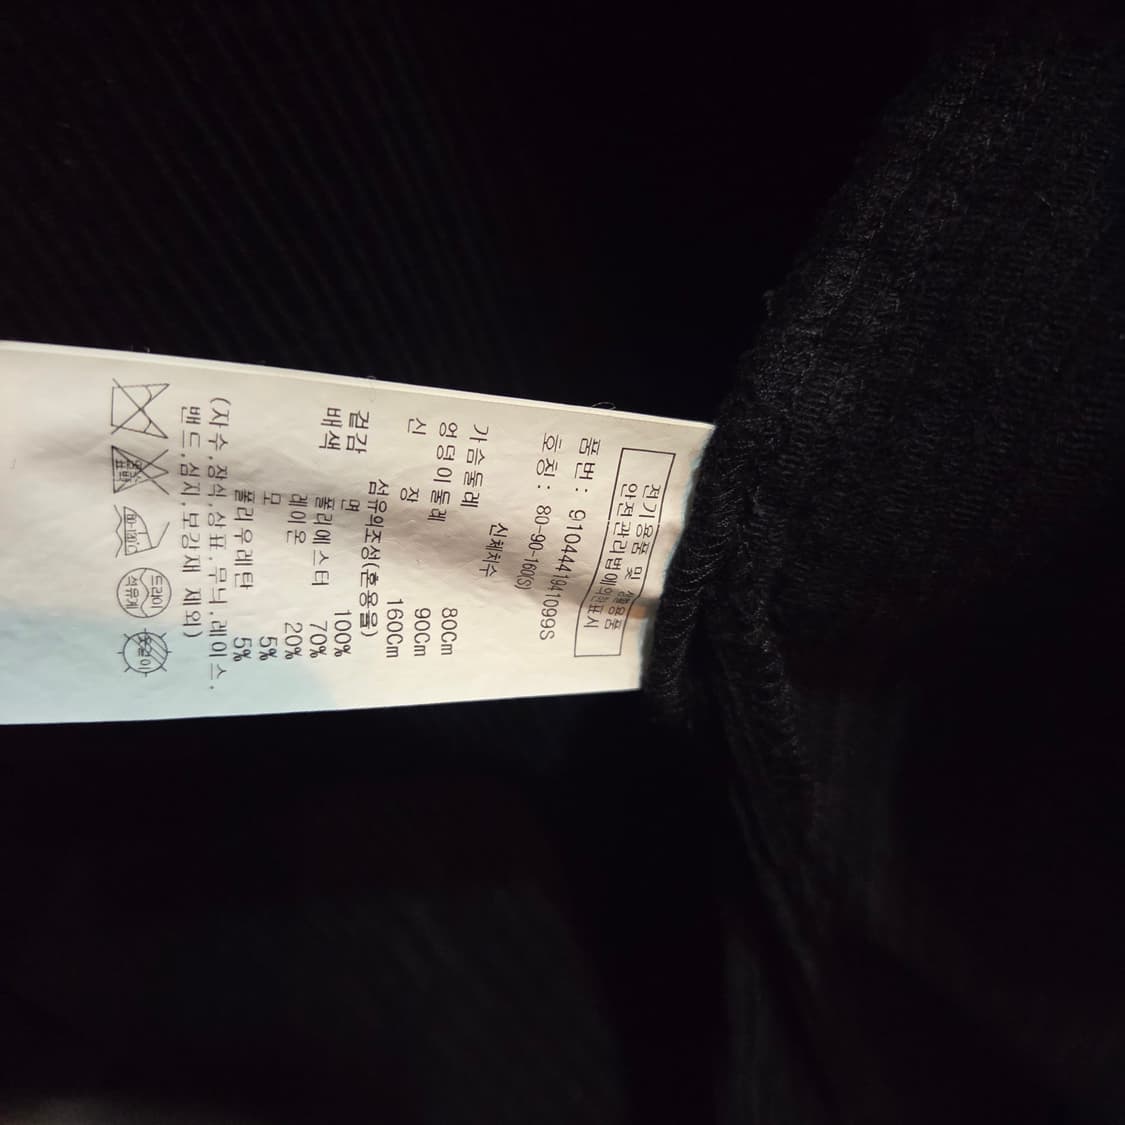 전기용품 및 생활용품
안전관리법에 의한 표시
품번: 9104441941099S
호칭: 80-90-160(S)
신체치수
가슴둘레 80Cm
엉덩이둘레 90Cm
신 장 160Cm
섬유의조성(혼용율)
겉감 면 100%
배색 폴리에스터 70%
레이온 20%
모 5%
폴리우레탄 5%
(자수,장식,상표,무늬,레이스,
밴드,심지,보강재 제외)
드라이
석유계
옷걸이